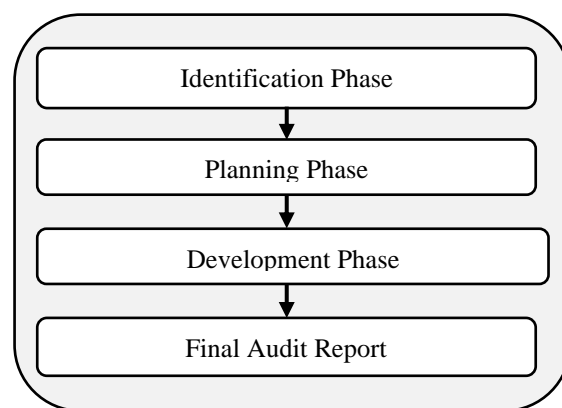 Identification Phase
Planning Phase
Development Phase
Final Audit Report